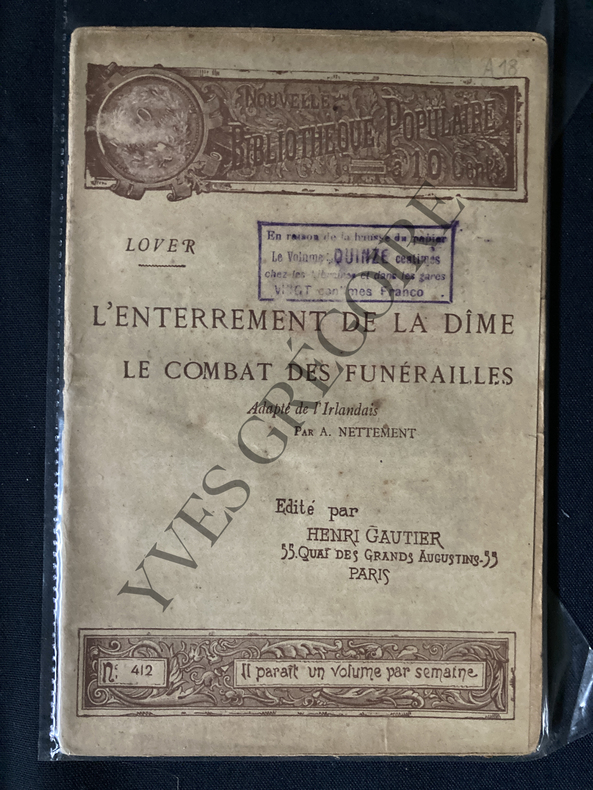 A 18
NOUVELLE
BIBLIOTHÈQUE POPULAIRE
à 10 Cent.
LOVER
En raison de la hausse du papier
Le Volume: QUINZE centimes
chez les libraires et dans les gares
VINGT centimes Franco
L'ENTERREMENT DE LA DÎME
LE COMBAT DES FUNÉRAILLES
Adapté de l'Irlandais
PAR A. NETTEMENT
Edité par
HENRI GAUTIER
55. QUAI DES GRANDS AUGUSTINS-55
PARIS
N° 412
Il paraît un volume par semaine
YVES GRÉGOIRE